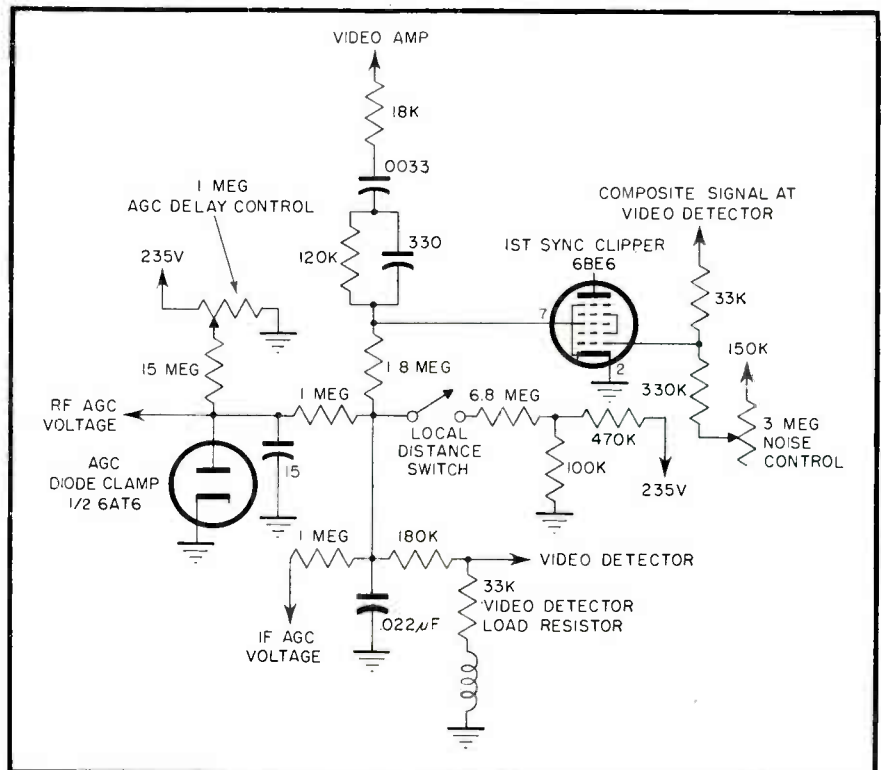 VIDEO AMP
18K
0033
1 MEG
AGC DELAY CONTROL
235V
120K
330
1ST SYNC CLIPPER
6BE6
COMPOSITE SIGNAL AT
VIDEO DETECTOR
33K
7
2
150K
330K
3 MEG
NOISE
CONTROL
15 MEG
1 8 MEG
1 MEG
6.8 MEG
RF AGC
VOLTAGE
LOCAL
DISTANCE
SWITCH
470K
100K
235V
AGC
DIODE CLAMP
1/2 6AT6
15
1 MEG
180K
VIDEO DETECTOR
33K
VIDEO DETECTOR
LOAD RESISTOR
.022µF
IF AGC
VOLTAGE